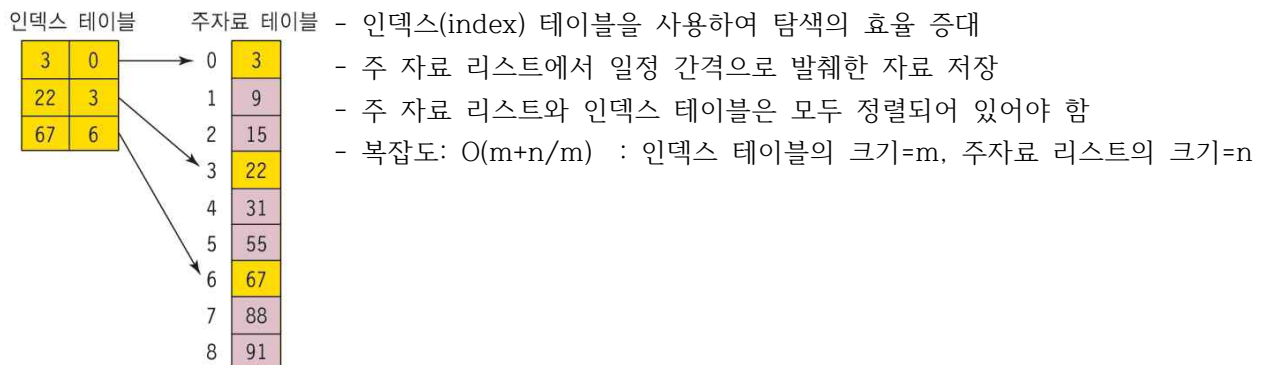 인덱스 테이블
주자료 테이블
3 0
22 3
67 6
0 3
1 9
2 15
3 22
4 31
5 55
6 67
7 88
8 91
- 인덱스(index) 테이블을 사용하여 탐색의 효율 증대
- 주 자료 리스트에서 일정 간격으로 발췌한 자료 저장
- 주 자료 리스트와 인덱스 테이블은 모두 정렬되어 있어야 함
- 복잡도: O(m+n/m) : 인덱스 테이블의 크기=m, 주자료 리스트의 크기=n